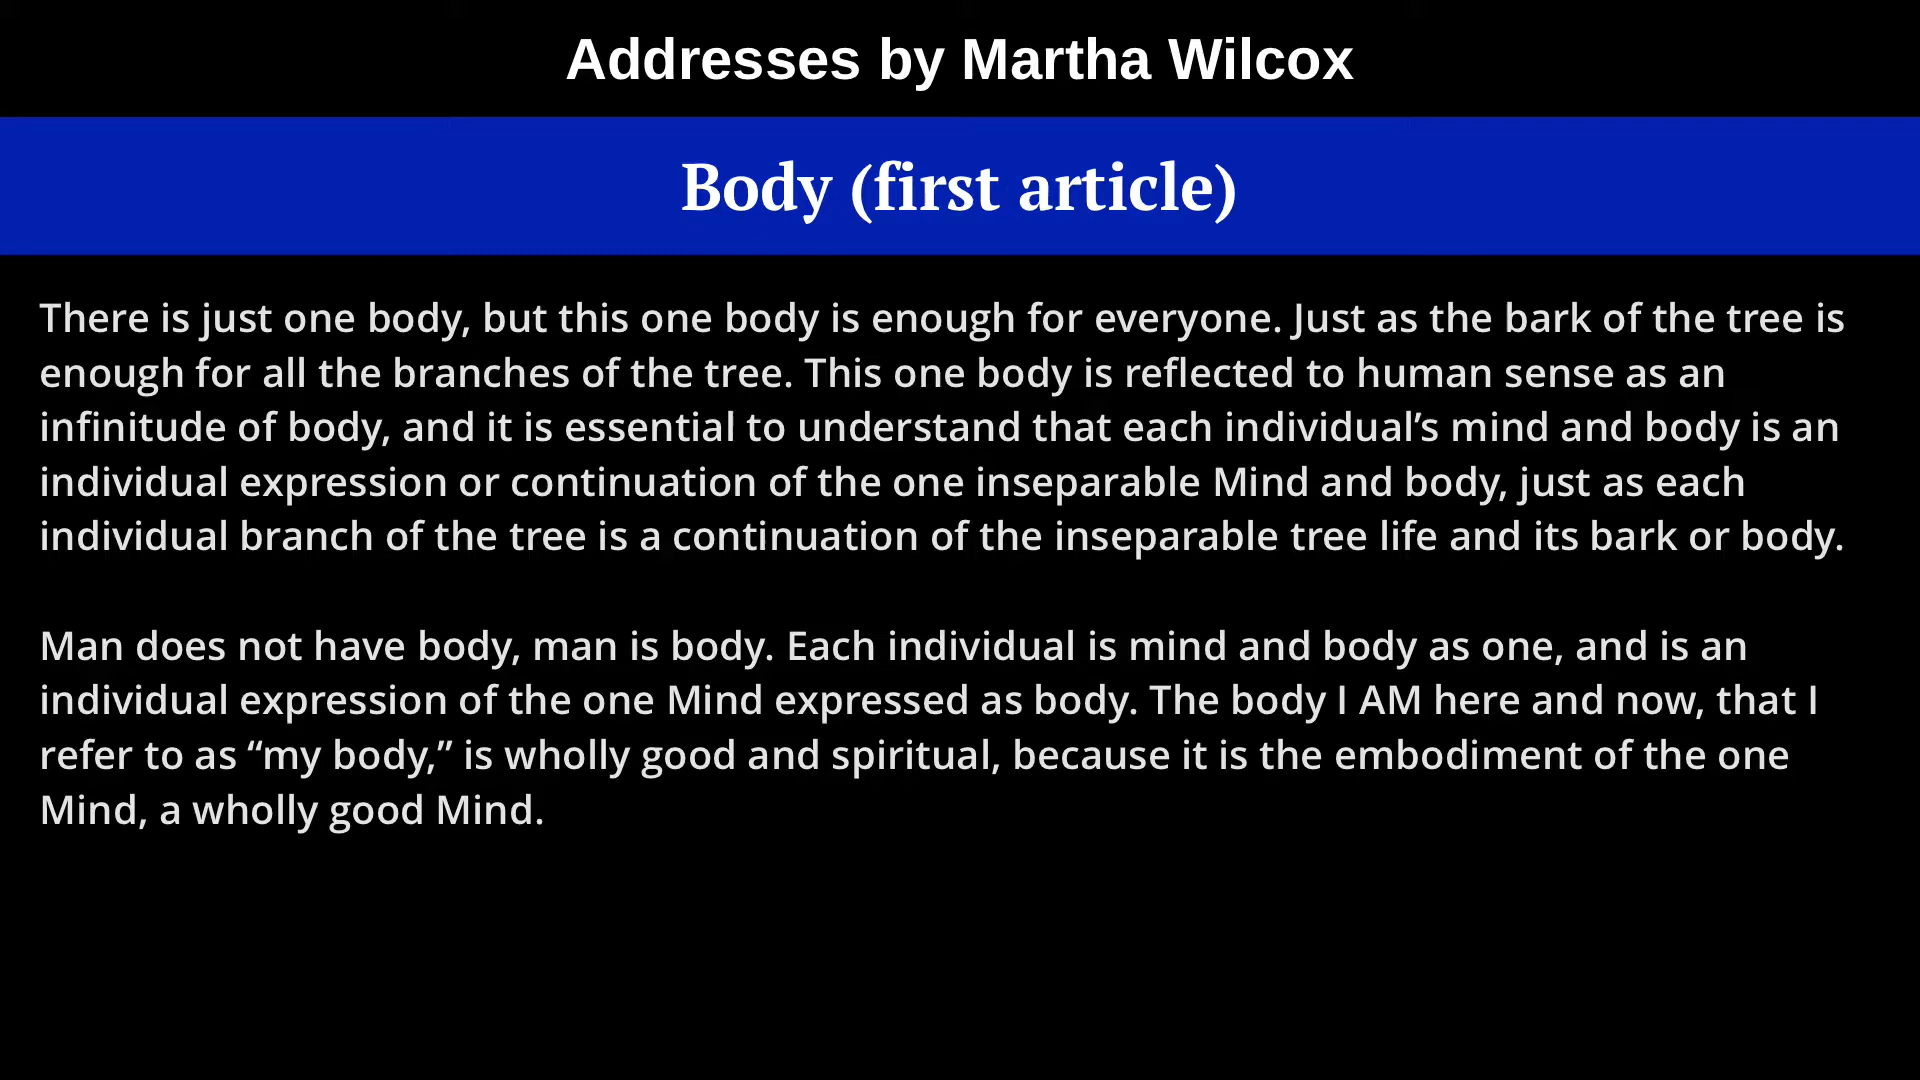 Addresses by Martha Wilcox
Body (first article)
There is just one body, but this one body is enough for everyone. Just as the bark of the tree is
enough for all the branches of the tree. This one body is reflected to human sense as an
infinitude of body, and it is essential to understand that each individual’s mind and body is an
individual expression or continuation of the one inseparable Mind and body, just as each
individual branch of the tree is a continuation of the inseparable tree life and its bark or body.
Man does not have body, man is body. Each individual is mind and body as one, and is an
individual expression of the one Mind expressed as body. The body I AM here and now, that I
refer to as “my body,” is wholly good and spiritual, because it is the embodiment of the one
Mind, a wholly good Mind.